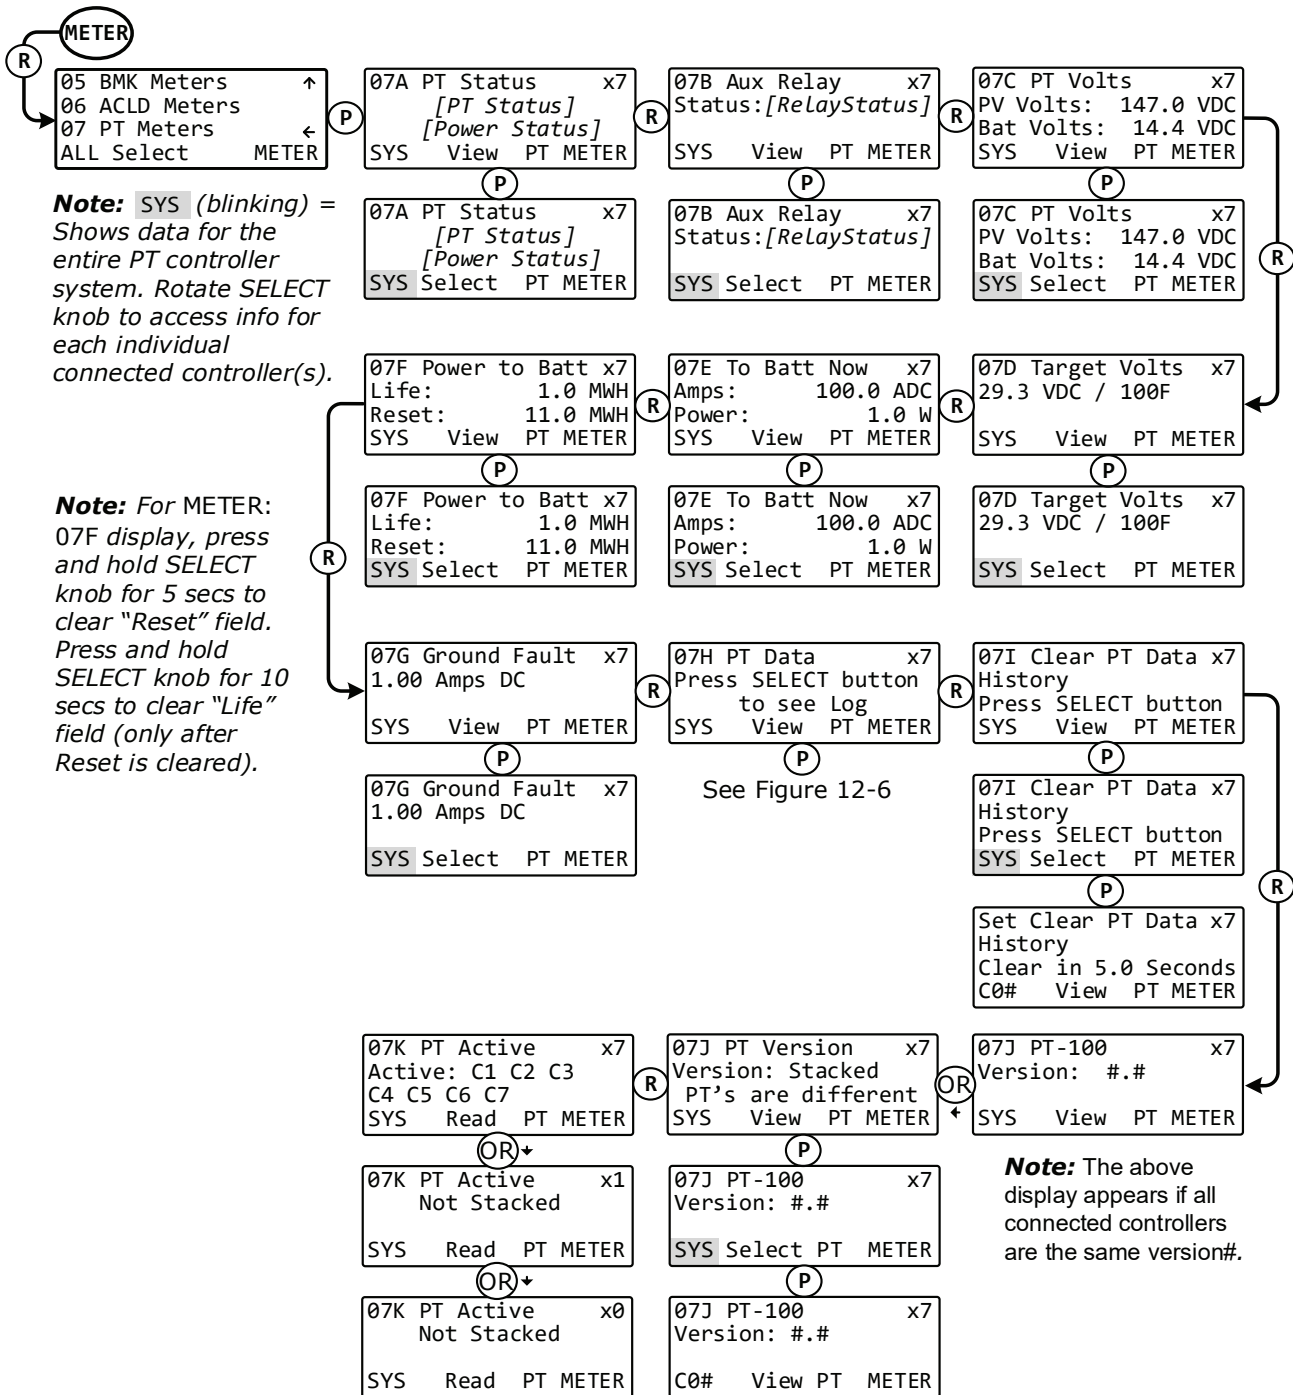 METER
R
05 BMK Meters ↑
06 ACLD Meters
07 PT Meters ←
ALL Select METER
P
07A PT Status x7
[PT Status]
[Power Status]
SYS View PT METER
R
07B Aux Relay x7
Status:[RelayStatus]
SYS View PT METER
R
07C PT Volts x7
PV Volts: 147.0 VDC
Bat Volts: 14.4 VDC
SYS View PT METER
R
Note: SYS (blinking) =
Shows data for the
entire PT controller
system. Rotate SELECT
knob to access info for
each individual
connected controller(s).
P
07A PT Status x7
[PT Status]
[Power Status]
SYS Select PT METER
P
07B Aux Relay x7
Status:[RelayStatus]
SYS Select PT METER
P
07C PT Volts x7
PV Volts: 147.0 VDC
Bat Volts: 14.4 VDC
SYS Select PT METER
07F Power to Batt x7
Life: 1.0 MWH
Reset: 11.0 MWH
SYS View PT METER
R
07E To Batt Now x7
Amps: 100.0 ADC
Power: 1.0 W
SYS View PT METER
R
07D Target Volts x7
29.3 VDC / 100F
SYS View PT METER
P
07F Power to Batt x7
Life: 1.0 MWH
Reset: 11.0 MWH
SYS Select PT METER
P
07E To Batt Now x7
Amps: 100.0 ADC
Power: 1.0 W
SYS Select PT METER
P
07D Target Volts x7
29.3 VDC / 100F
SYS Select PT METER
Note: For METER:
07F display, press
and hold SELECT
knob for 5 secs to
clear “Reset” field.
Press and hold
SELECT knob for 10
secs to clear “Life”
field (only after
Reset is cleared).
R
07G Ground Fault x7
1.00 Amps DC
SYS View PT METER
R
07H PT Data x7
Press SELECT button
to see Log
SYS View PT METER
R
07I Clear PT Data x7
History
Press SELECT button
SYS View PT METER
P
07G Ground Fault x7
1.00 Amps DC
SYS Select PT METER
P
See Figure 12-6
P
07I Clear PT Data x7
History
Press SELECT button
SYS Select PT METER
P
R
Set Clear PT Data x7
History
Clear in 5.0 Seconds
C0# View PT METER
07K PT Active x7
Active: C1 C2 C3
C4 C5 C6 C7
SYS Read PT METER
R
07J PT Version x7
Version: Stacked
PT’s are different
SYS View PT METER
OR
←
07J PT-100 x7
Version: #.#
SYS View PT METER
OR ↓
07K PT Active x1
Not Stacked
SYS Read PT METER
P
07J PT-100 x7
Version: #.#
SYS Select PT METER
Note: The above
display appears if all
connected controllers
are the same version#.
OR ↓
07K PT Active x0
Not Stacked
SYS Read PT METER
P
07J PT-100 x7
Version: #.#
C0# View PT METER